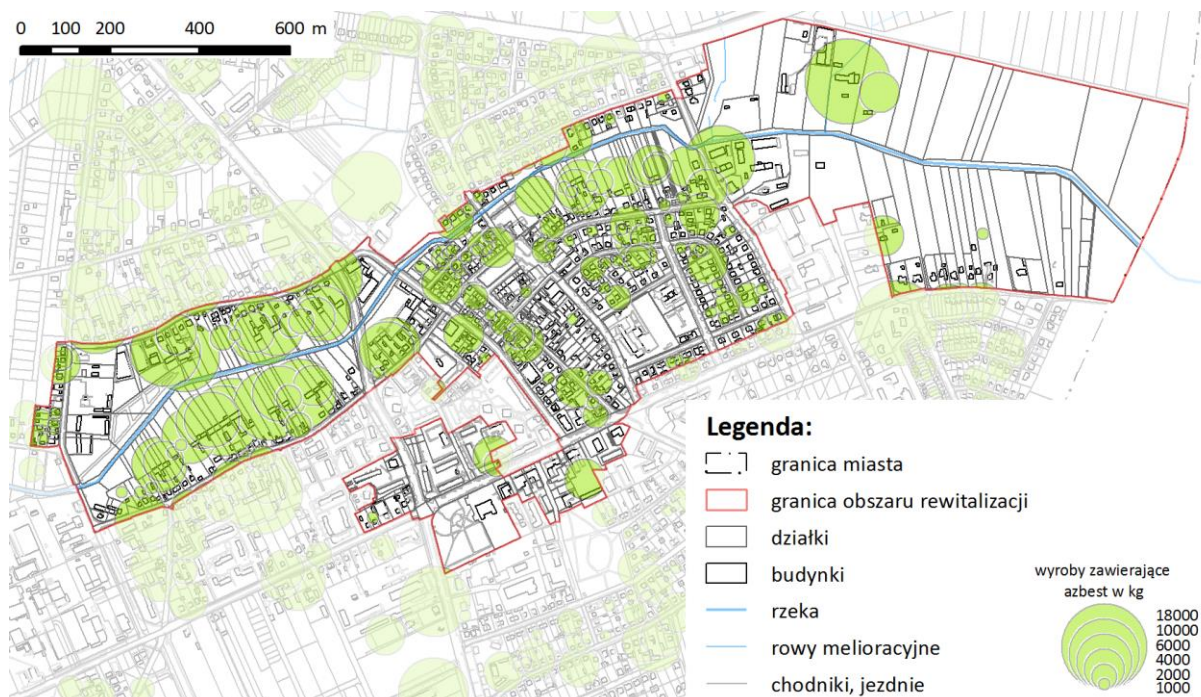 0 100 200 400 600 m
Legenda:
granica miasta
granica obszaru rewitalizacji
działki
budynki
rzeka
rowy melioracyjne
chodniki, jezdnie
wyroby zawierające
azbest w kg
18000
10000
6000
4000
2000
1000